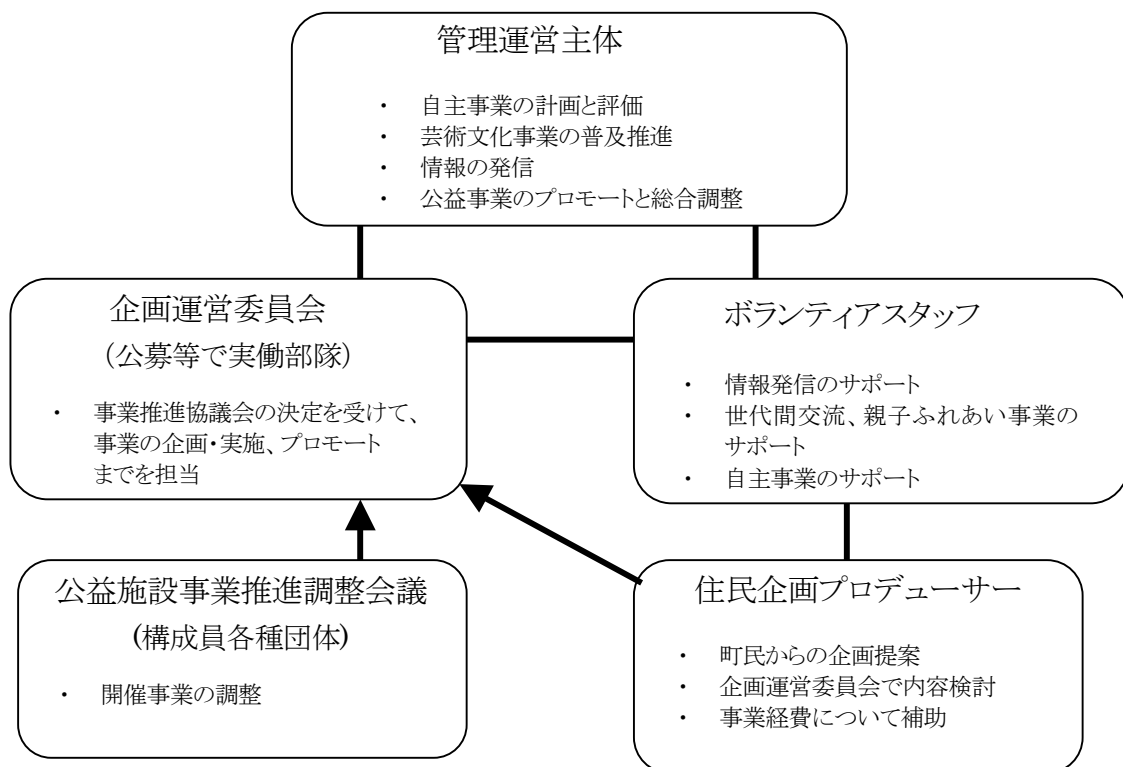 管理運営主体
・ 自主事業の計画と評価
・ 芸術文化事業の普及推進
・ 情報の発信
・ 公益事業のプロモートと総合調整
企画運営委員会
(公募等で実働部隊)
・ 事業推進協議会の決定を受けて、
事業の企画・実施、プロモート
までを担当
ボランティアスタッフ
・ 情報発信のサポート
・ 世代間交流、親子ふれあい事業の
サポート
・ 自主事業のサポート
公益施設事業推進調整会議
(構成員各種団体)
・ 開催事業の調整
住民企画プロデューサー
・ 町民からの企画提案
・ 企画運営委員会で内容検討
・ 事業経費について補助